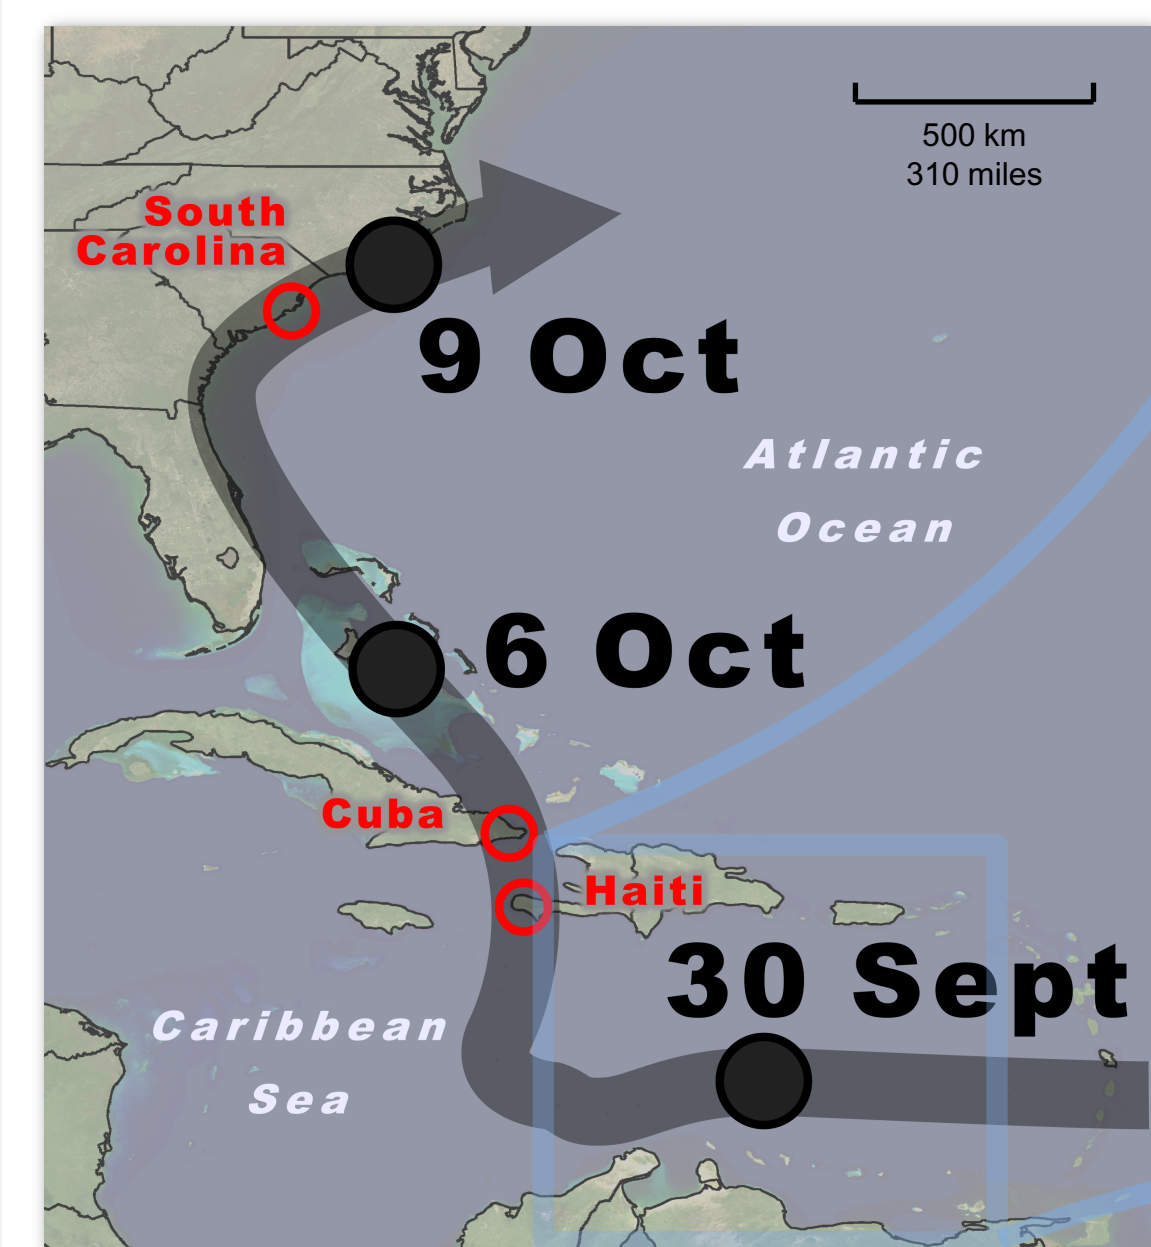 500 km
310 miles
South
Carolina
9 Oct
Atlantic
Ocean
6 Oct
Cuba
Haiti
30 Sept
Caribbean
Sea